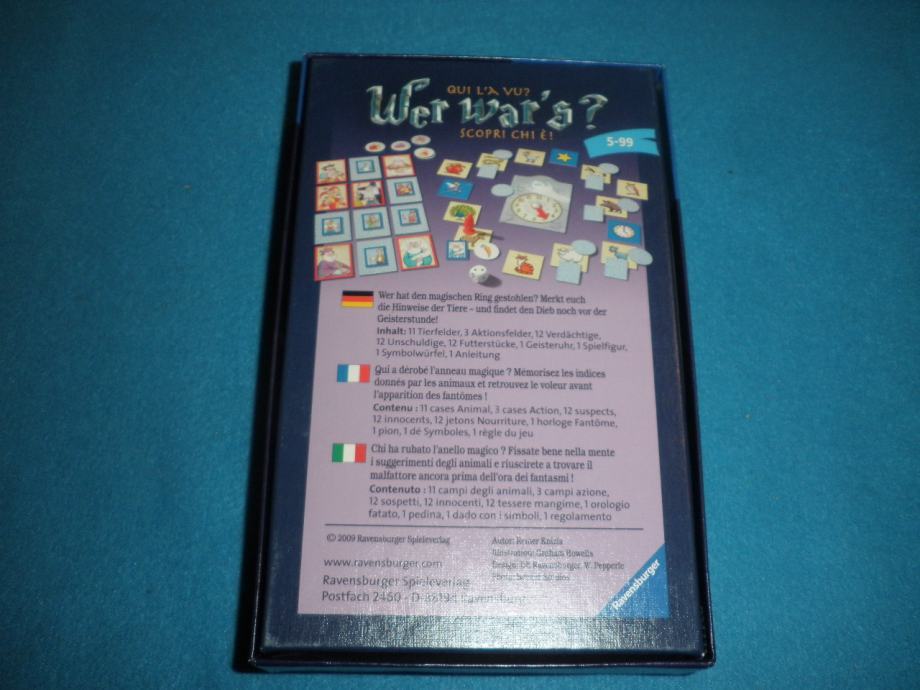 QUI L'A VU?
Wer war's?
SCOPRI CHI È!
5-99
Wer hat den magischen Ring gestohlen? Merkt euch
die Hinweise der Tiere – und findet den Dieb noch vor der
Geisterstunde!
Inhalt: 11 Tierfelder, 3 Aktionsfelder, 12 Verdächtige,
12 Unschuldige, 12 Futterstücke, 1 Geisteruhr, 1 Spielfigur,
1 Symbolwürfel, 1 Anleitung
Qui a dérobé l'anneau magique ? Mémorisez les indices
donnés par les animaux et retrouvez le voleur avant
l'apparition des fantômes !
Contenu : 11 cases Animal, 3 cases Action, 12 suspects,
12 innocents, 12 jetons Nourriture, 1 horloge Fantôme,
1 pion, 1 dé Symboles, 1 règle du jeu
Chi ha rubato l'anello magico ? Fissate bene nella mente
i suggerimenti degli animali e riuscirete a trovare il
malfattore ancora prima dell'ora dei fantasmi !
Contenuto : 11 campi degli animali, 3 campi azione,
12 sospetti, 12 innocenti, 12 tessere mangime, 1 orologio
fatato, 1 pedina, 1 dado con i simboli, 1 regolamento
© 2009 Ravensburger Spieleverlag
Autor: Reiner Knizia
Illustration: Graham Howells
Design: DE Ravensburger, W. Pepperle
www.ravensburger.com
Ravensburger Spieleverlag
Postfach 2460 · D-88194 Ravensburg
Ravensburger